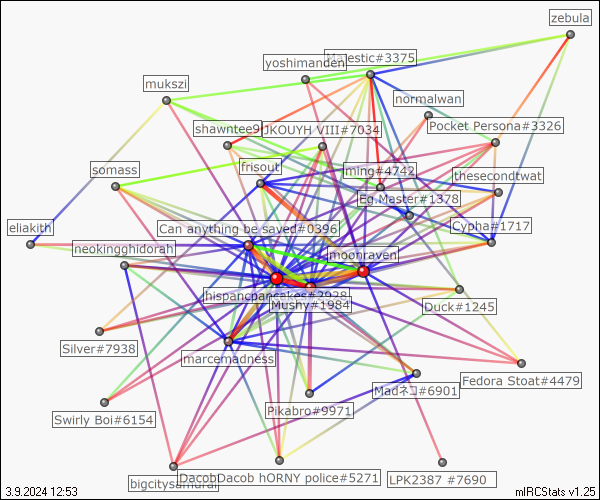 zebula
Majestic#3375
yoshimanden
mukszi
normalwan
Pocket Persona#3326
shawntee9
JKOUYH VIII#7034
frisout
ming#4742
somass
thesecondtwat
Eg.Master#1378
Cypha#1717
eliakith
Can anything be saved#0396
neokingghidorah
moonraven
hispancpancakes#2928
Mushy#1984
Duck#1245
Silver#7938
marcemadness
Fedora Stoat#4479
Madネコ#6901
Swirly Boi#6154
Pikabro#9971
bigcitysamurai
DacobDacob hORNY police#5271
LPK2387 #7690
3.9.2024 12:53
mIRCStats v1.25